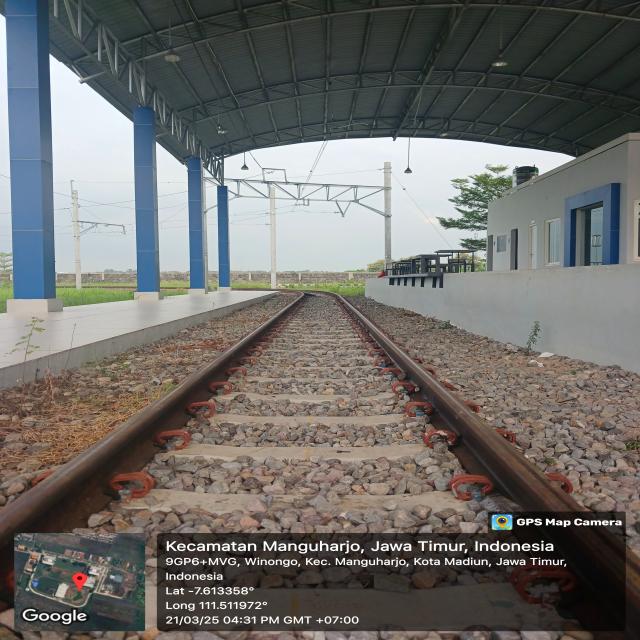 GPS Map Camera
Kecamatan Manguharjo, Jawa Timur, Indonesia
9GP6+MVG, Winongo, Kec. Manguharjo, Kota Madiun, Jawa Timur,
Indonesia
Lat -7.613358°
Long 111.511972°
21/03/25 04:31 PM GMT +07:00
Google